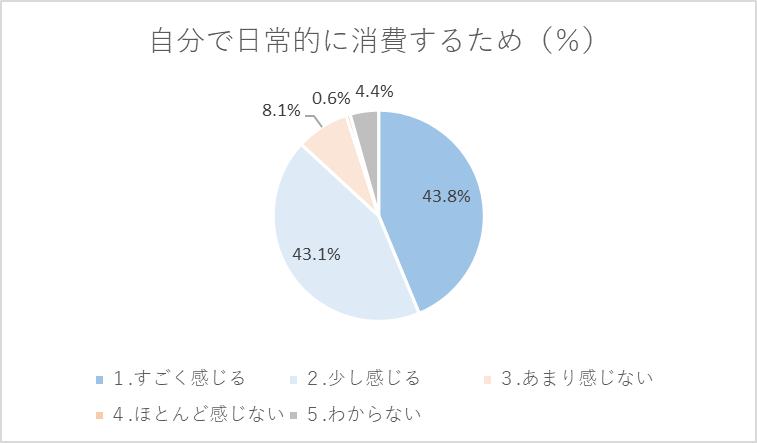 自分で日常的に消費するため（％）
0.6%
4.4%
8.1%
43.8%
43.1%
１.すごく感じる
２.少し感じる
３.あまり感じない
４.ほとんど感じない
５.わからない